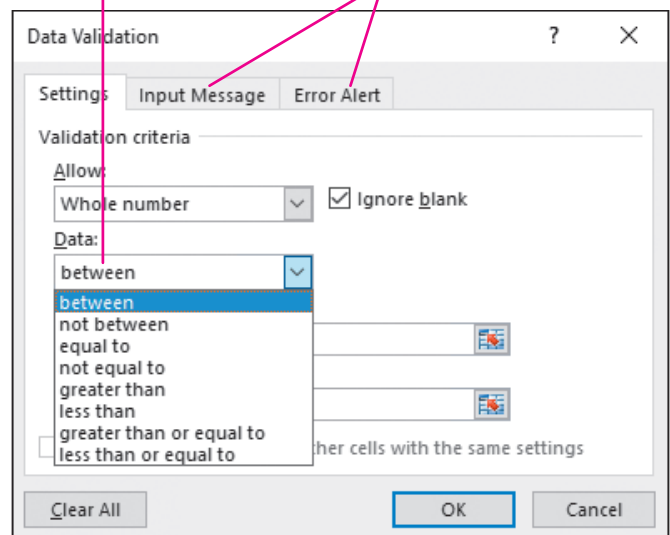 Data Validation ? ×
Settings Input Message Error Alert
Validation criteria
Allow:
Whole number Ignore blank
Data:
between
between
not between
equal to
not equal to
greater than
less than
greater than or equal to
less than or equal to
cells with the same settings
Clear All OK Cancel